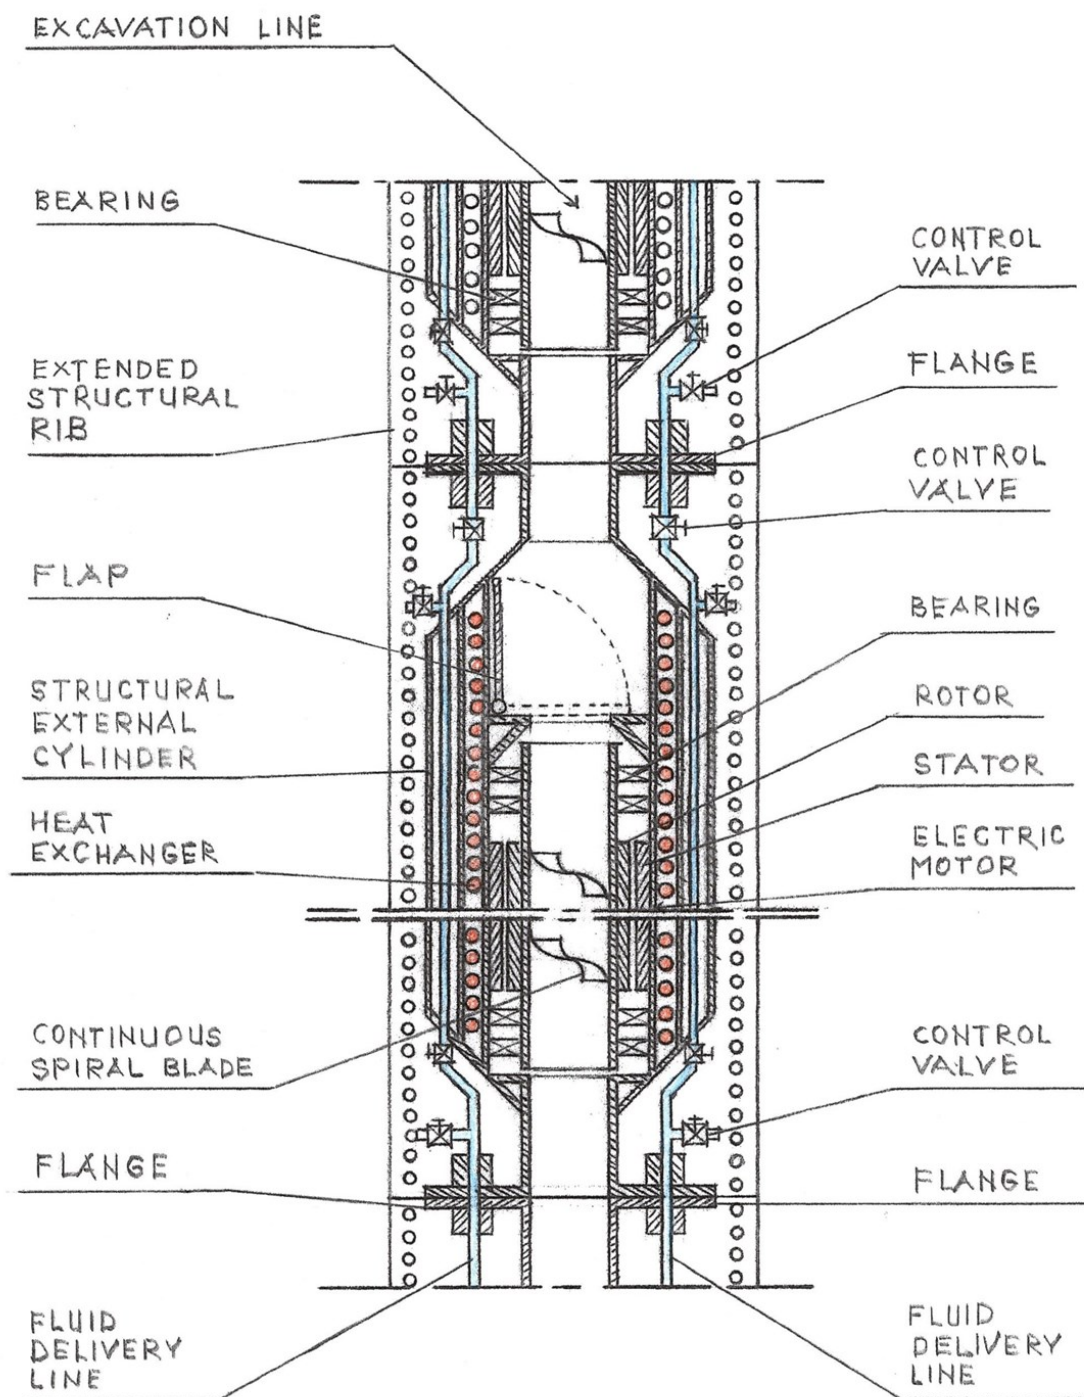 EXCAVATION LINE
BEARING
EXTENDED
STRUCTURAL
RIB
FLAP
STRUCTURAL
EXTERNAL
CYLINDER
HEAT
EXCHANGER
CONTINUOUS
SPIRAL BLADE
FLANGE
FLUID
DELIVERY
LINE
CONTROL
VALVE
FLANGE
CONTROL
VALVE
BEARING
ROTOR
STATOR
ELECTRIC
MOTOR
CONTROL
VALVE
FLANGE
FLUID
DELIVERY
LINE